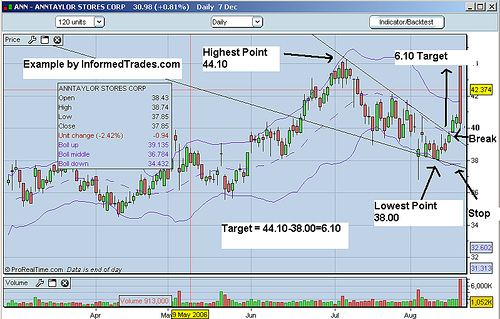 ANN - ANNTAYLOR STORES CORP 30.98 (+0.81%) Daily 7 Dec
120 units
Daily
Indicator/Backtest
Price
Highest Point
44.10
6.10 Target
Example by InformedTrades.com
ANNTAYLOR STORES CORP
Open 38.43
High 38.74
Low 37.85
Close 37.85
Unit change (-2.42%) -0.94
Boll up 39.135
Boll middle 36.784
Boll down 34.432
42.374
40
Break
38
36
Lowest Point
38.00
Stop
34
Target = 44.10-38.00=6.10
32.602
31.313
© ProRealTime.com Data is end of day
Volume
6,000K
Volume 913,000
1,052K
Apr
9 May 2006
Jun
Jul
Aug